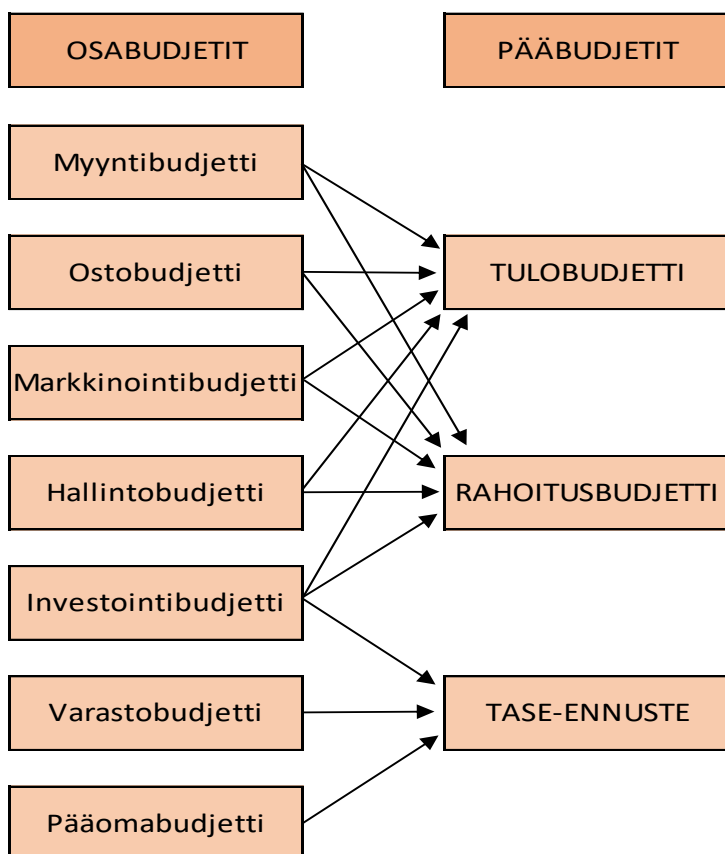 OSABUDJETIT
PÄÄBUDJETIT
Myyntibudjetti
Ostobudjetti
TULOBUDJETTI
Markkinointibudjetti
Hallintobudjetti
RAHOITUSBUDJETTI
Investointibudjetti
Varastobudjetti
TASE-ENNUSTE
Pääomabudjetti